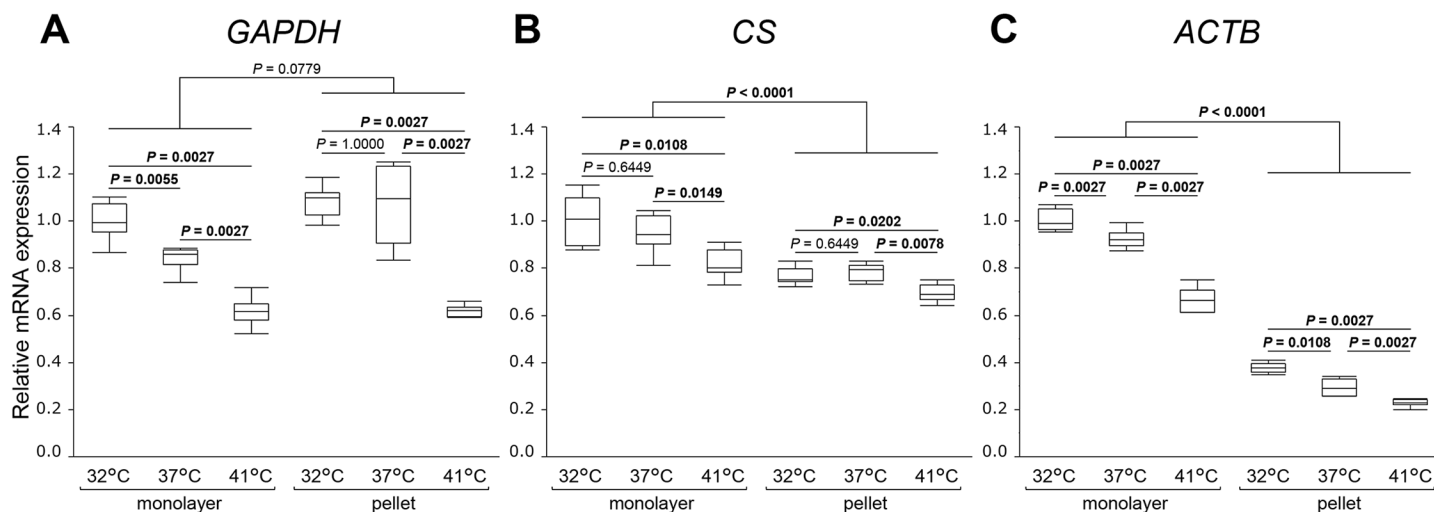 A GAPDH
P = 0.0779
P = 0.0027
P = 0.0055
P = 0.0027
P = 0.0027
P = 1.0000
P = 0.0027
Relative mRNA expression
1.4
1.2
1.0
0.8
0.6
0.4
0.2
0.0
32°C 37°C 41°C 32°C 37°C 41°C
monolayer pellet
B CS
P < 0.0001
P = 0.0108
P = 0.6449
P = 0.0149
P = 0.0202
P = 0.6449
P = 0.0078
1.4
1.2
1.0
0.8
0.6
0.4
0.2
0.0
32°C 37°C 41°C 32°C 37°C 41°C
monolayer pellet
C ACTB
P < 0.0001
P = 0.0027
P = 0.0027
P = 0.0027
P = 0.0027
P = 0.0108
P = 0.0027
1.4
1.2
1.0
0.8
0.6
0.4
0.2
0.0
32°C 37°C 41°C 32°C 37°C 41°C
monolayer pellet